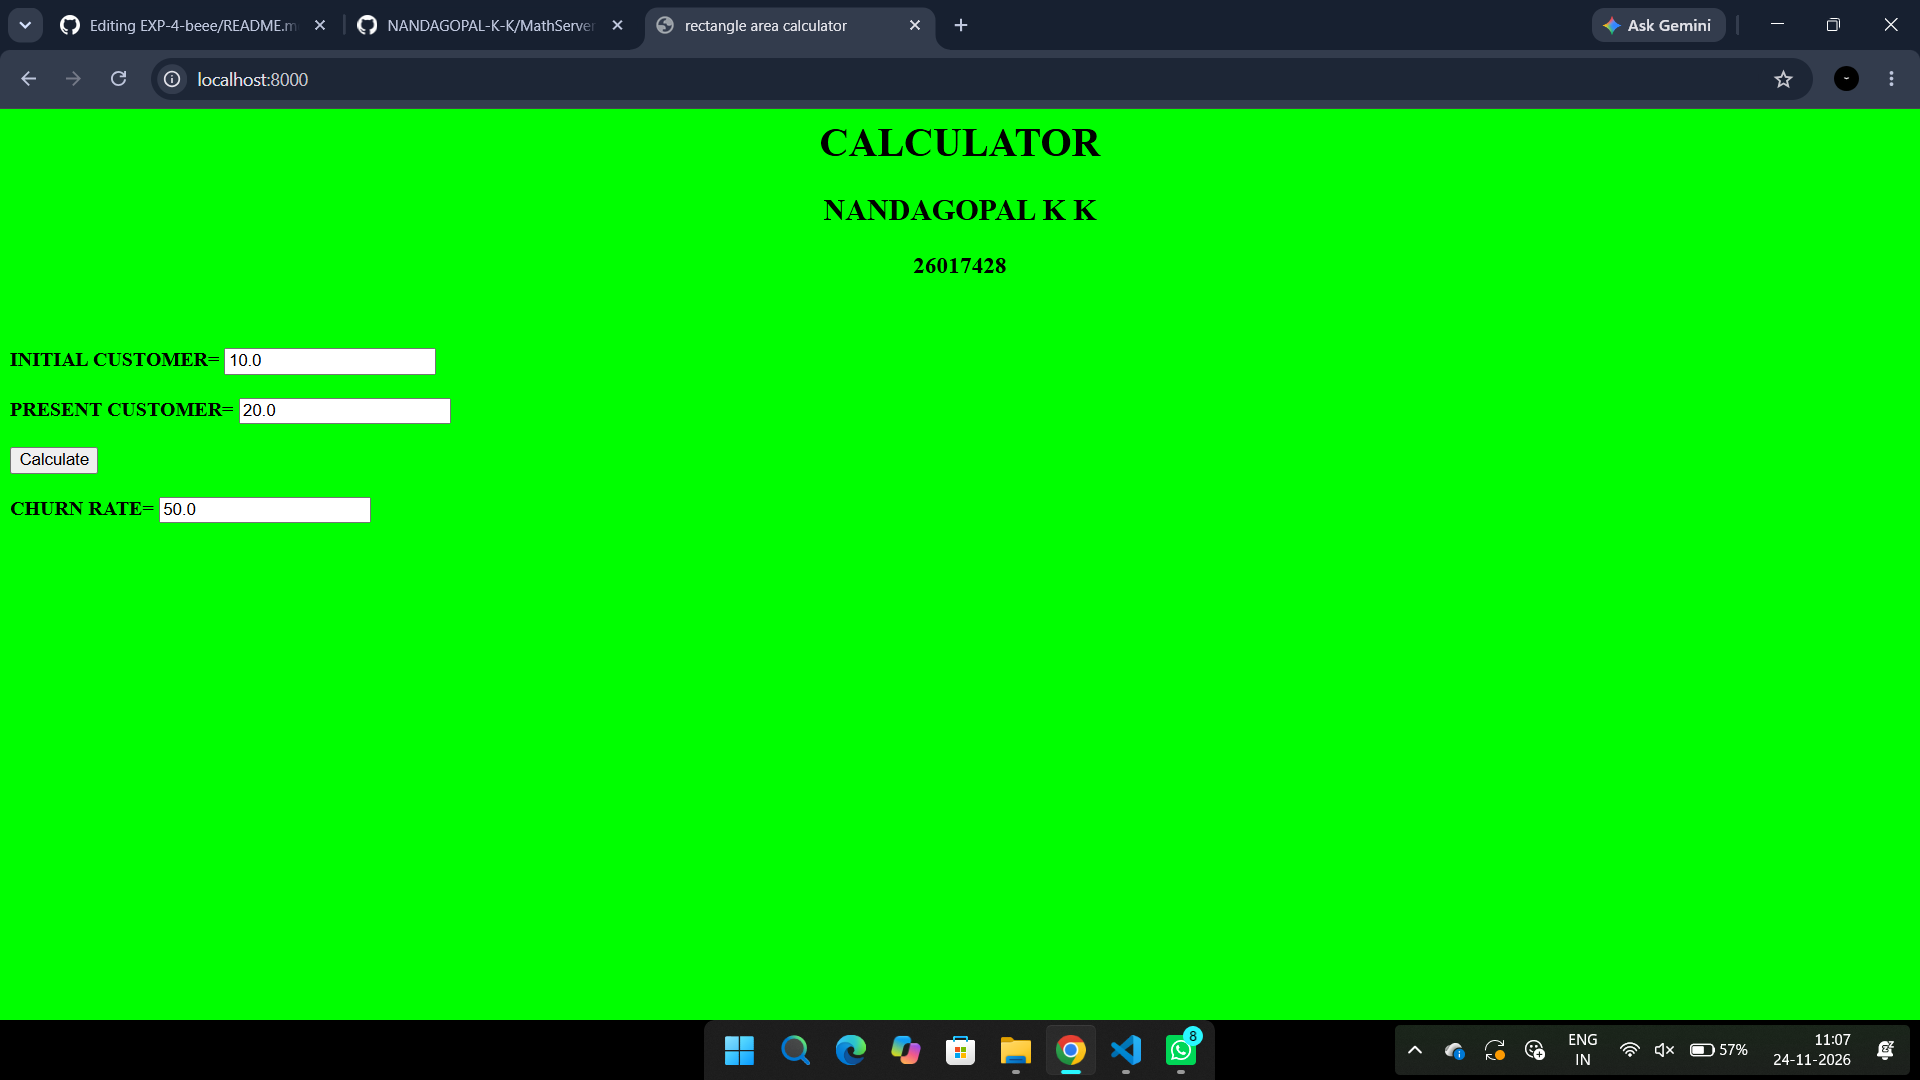 Editing EXP-4-beee/README.m
NANDAGOPAL-K-K/MathServer
rectangle area calculator
Ask Gemini
localhost:8000
CALCULATOR
NANDAGOPAL K K
26017428
INITIAL CUSTOMER= 10.0
PRESENT CUSTOMER= 20.0
Calculate
CHURN RATE= 50.0
8
ENG
IN
57%
11:07
24-11-2026